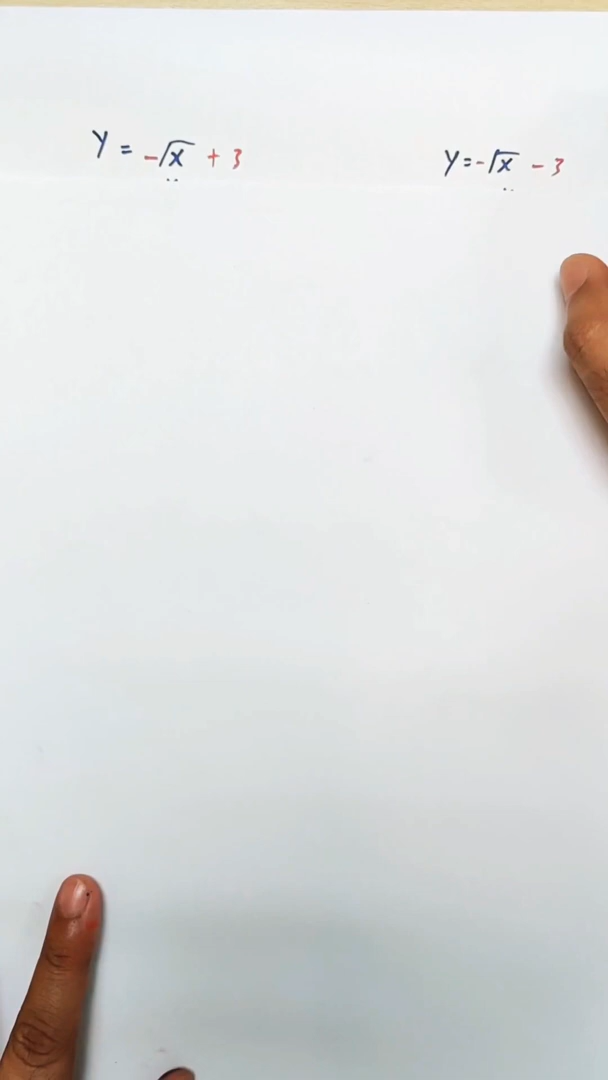 Y = -√x + 3
y = -√x - 3